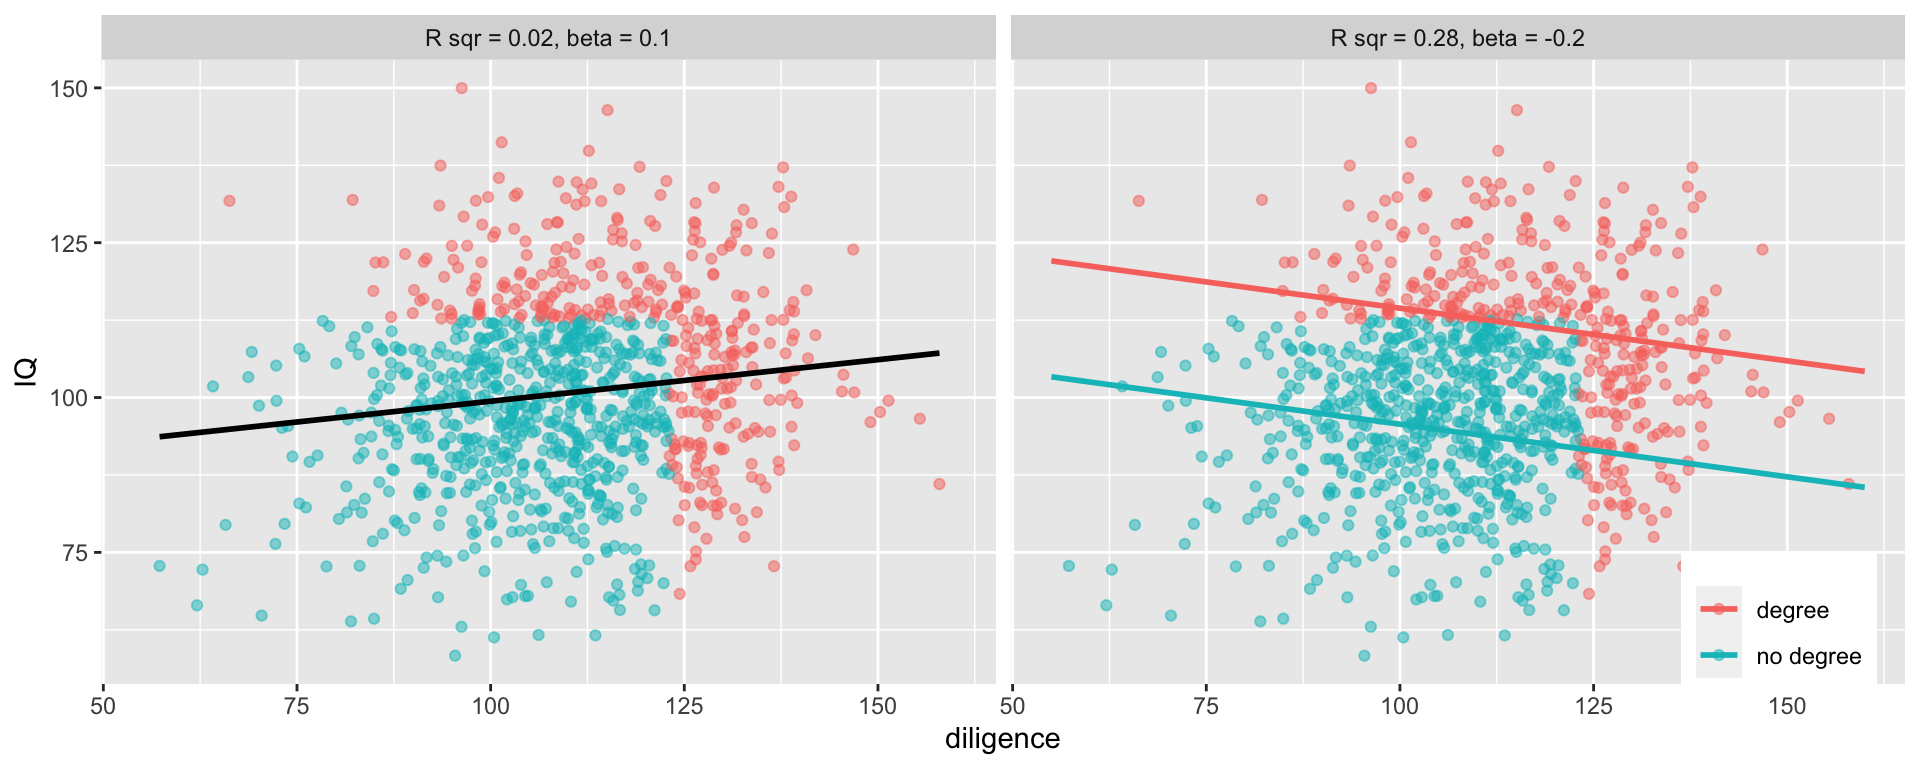 R sqr = 0.02, beta = 0.1
R sqr = 0.28, beta = -0.2
150
125
100
75
IQ
50 75 100 125 150
50 75 100 125 150
diligence
degree
no degree